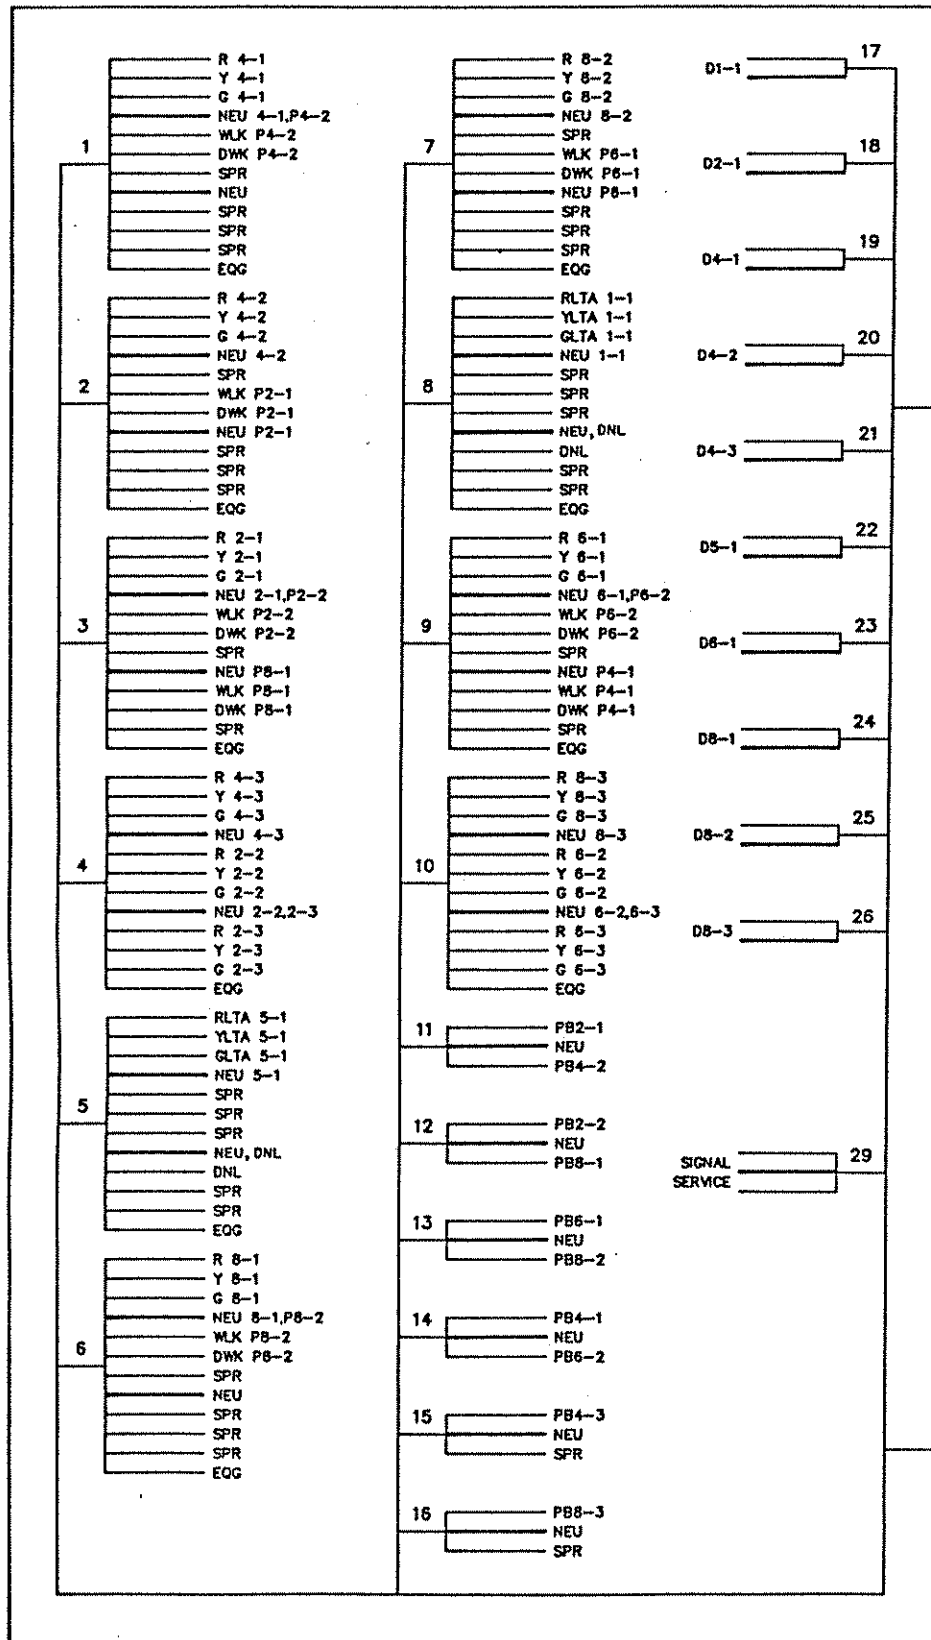 1
R 4-1
Y 4-1
G 4-1
NEU 4-1,P4-2
WLK P4-2
DWK P4-2
SPR
NEU
SPR
SPR
SPR
EQG
2
R 4-2
Y 4-2
G 4-2
NEU 4-2
SPR
WLK P2-1
DWK P2-1
NEU P2-1
SPR
SPR
SPR
EQG
3
R 2-1
Y 2-1
G 2-1
NEU 2-1,P2-2
WLK P2-2
DWK P2-2
SPR
NEU P8-1
WLK P8-1
DWK P8-1
SPR
EQG
4
R 4-3
Y 4-3
G 4-3
NEU 4-3
R 2-2
Y 2-2
G 2-2
NEU 2-2,2-3
R 2-3
Y 2-3
G 2-3
EQG
5
RLTA 5-1
YLTA 5-1
GLTA 5-1
NEU 5-1
SPR
SPR
SPR
NEU, DNL
DNL
SPR
SPR
EQG
6
R 8-1
Y 8-1
G 8-1
NEU 8-1,P8-2
WLK P8-2
DWK P8-2
SPR
NEU
SPR
SPR
SPR
EQG
7
R 8-2
Y 8-2
G 8-2
NEU 8-2
SPR
WLK P6-1
DWK P6-1
NEU P6-1
SPR
SPR
SPR
EQG
8
RLTA 1-1
YLTA 1-1
GLTA 1-1
NEU 1-1
SPR
SPR
SPR
NEU, DNL
DNL
SPR
SPR
EQG
9
R 6-1
Y 6-1
G 6-1
NEU 6-1,P6-2
WLK P6-2
DWK P6-2
SPR
NEU P4-1
WLK P4-1
DWK P4-1
SPR
EQG
10
R 8-3
Y 8-3
G 8-3
NEU 8-3
R 6-2
Y 6-2
G 6-2
NEU 6-2,6-3
R 6-3
Y 6-3
G 6-3
EQG
11
PB2-1
NEU
PB4-2
12
PB2-2
NEU
PB8-1
13
PB6-1
NEU
PB8-2
14
PB4-1
NEU
PB6-2
15
PB4-3
NEU
SPR
16
PB8-3
NEU
SPR
D1-1 17
D2-1 18
D4-1 19
D4-2 20
D4-3 21
D5-1 22
D6-1 23
D8-1 24
D8-2 25
D8-3 26
SIGNAL 29
SERVICE